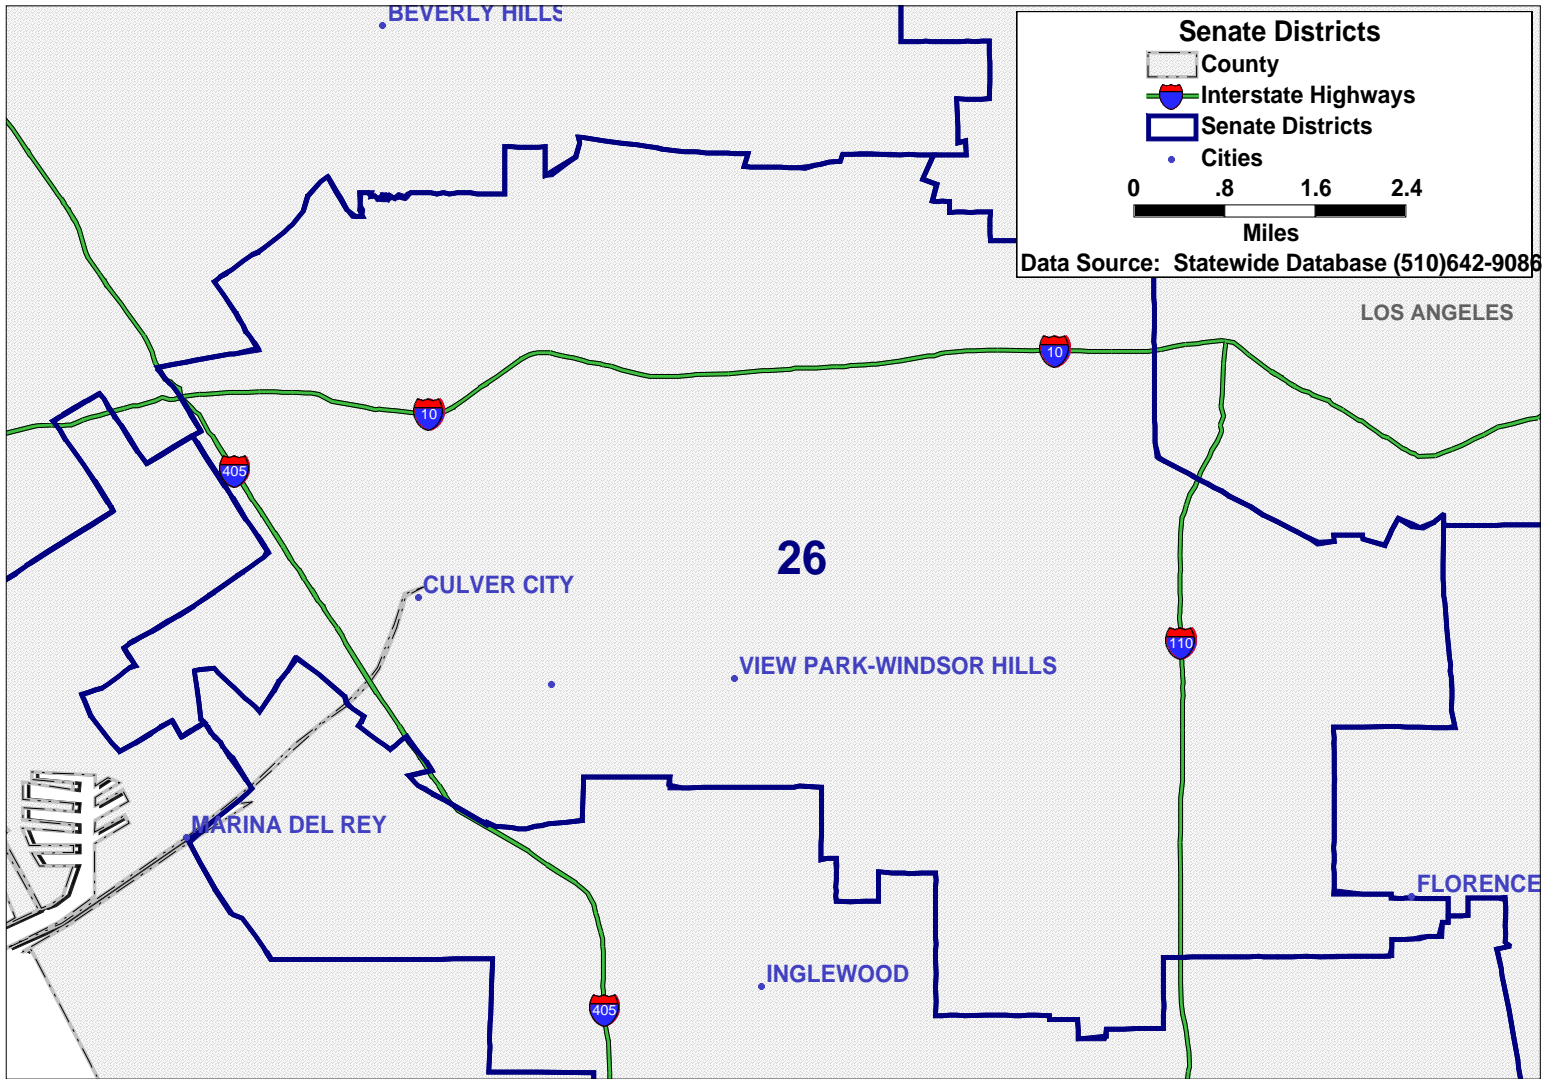 BEVERLY HILLS
Senate Districts
County
Interstate Highways
Senate Districts
Cities
0 .8 1.6 2.4
Miles
Data Source: Statewide Database (510)642-9086
LOS ANGELES
10
10
405
26
CULVER CITY
110
VIEW PARK-WINDSOR HILLS
MARINA DEL REY
FLORENCE
INGLEWOOD
405